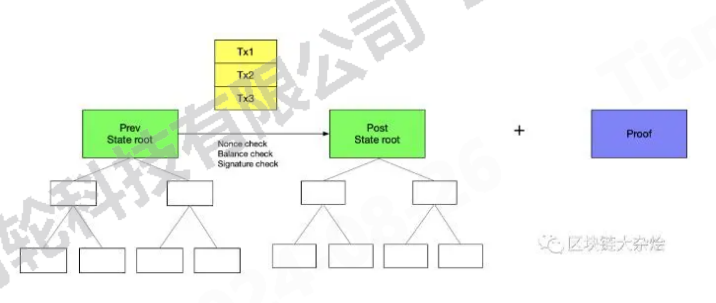 Tx1
Tx2
Tx3
Prev
State root
Nonce check
Balance check
Signature check
Post
State root
+
Proof
区块链大杂烩
轮科技有限公司
Tian